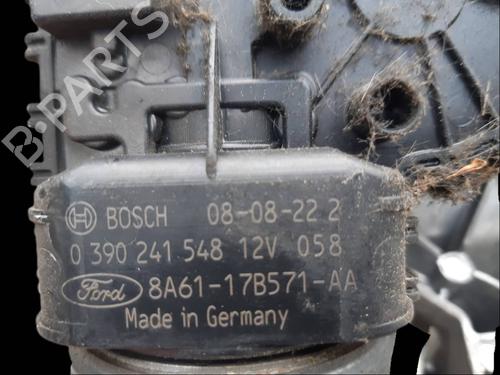 B-PARTS
BOSCH 08-08-22 2
0 390 241 548 12V 058
Ford 8A61-17B571-AA
Made in Germany